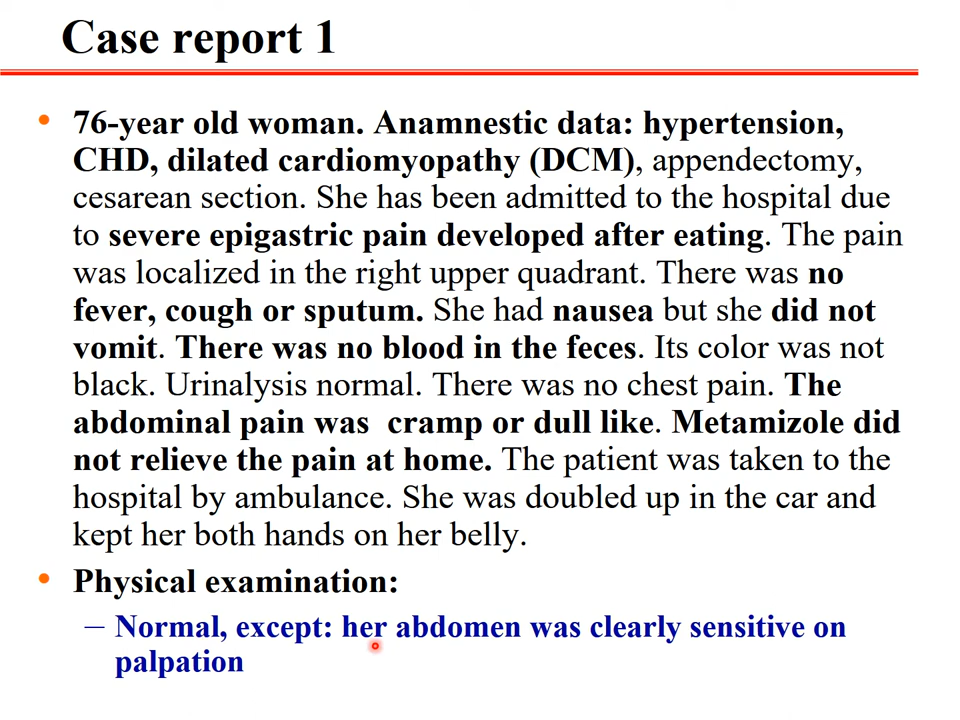 Case report 1
• 76-year old woman. Anamnestic data: hypertension,
CHD, dilated cardiomyopathy (DCM), appendectomy,
cesarean section. She has been admitted to the hospital due
to severe epigastric pain developed after eating. The pain
was localized in the right upper quadrant. There was no
fever, cough or sputum. She had nausea but she did not
vomit. There was no blood in the feces. Its color was not
black. Urinalysis normal. There was no chest pain. The
abdominal pain was  cramp or dull like. Metamizole did
not relieve the pain at home. The patient was taken to the
hospital by ambulance. She was doubled up in the car and
kept her both hands on her belly.
• Physical examination:
– Normal, except: her abdomen was clearly sensitive on
palpation